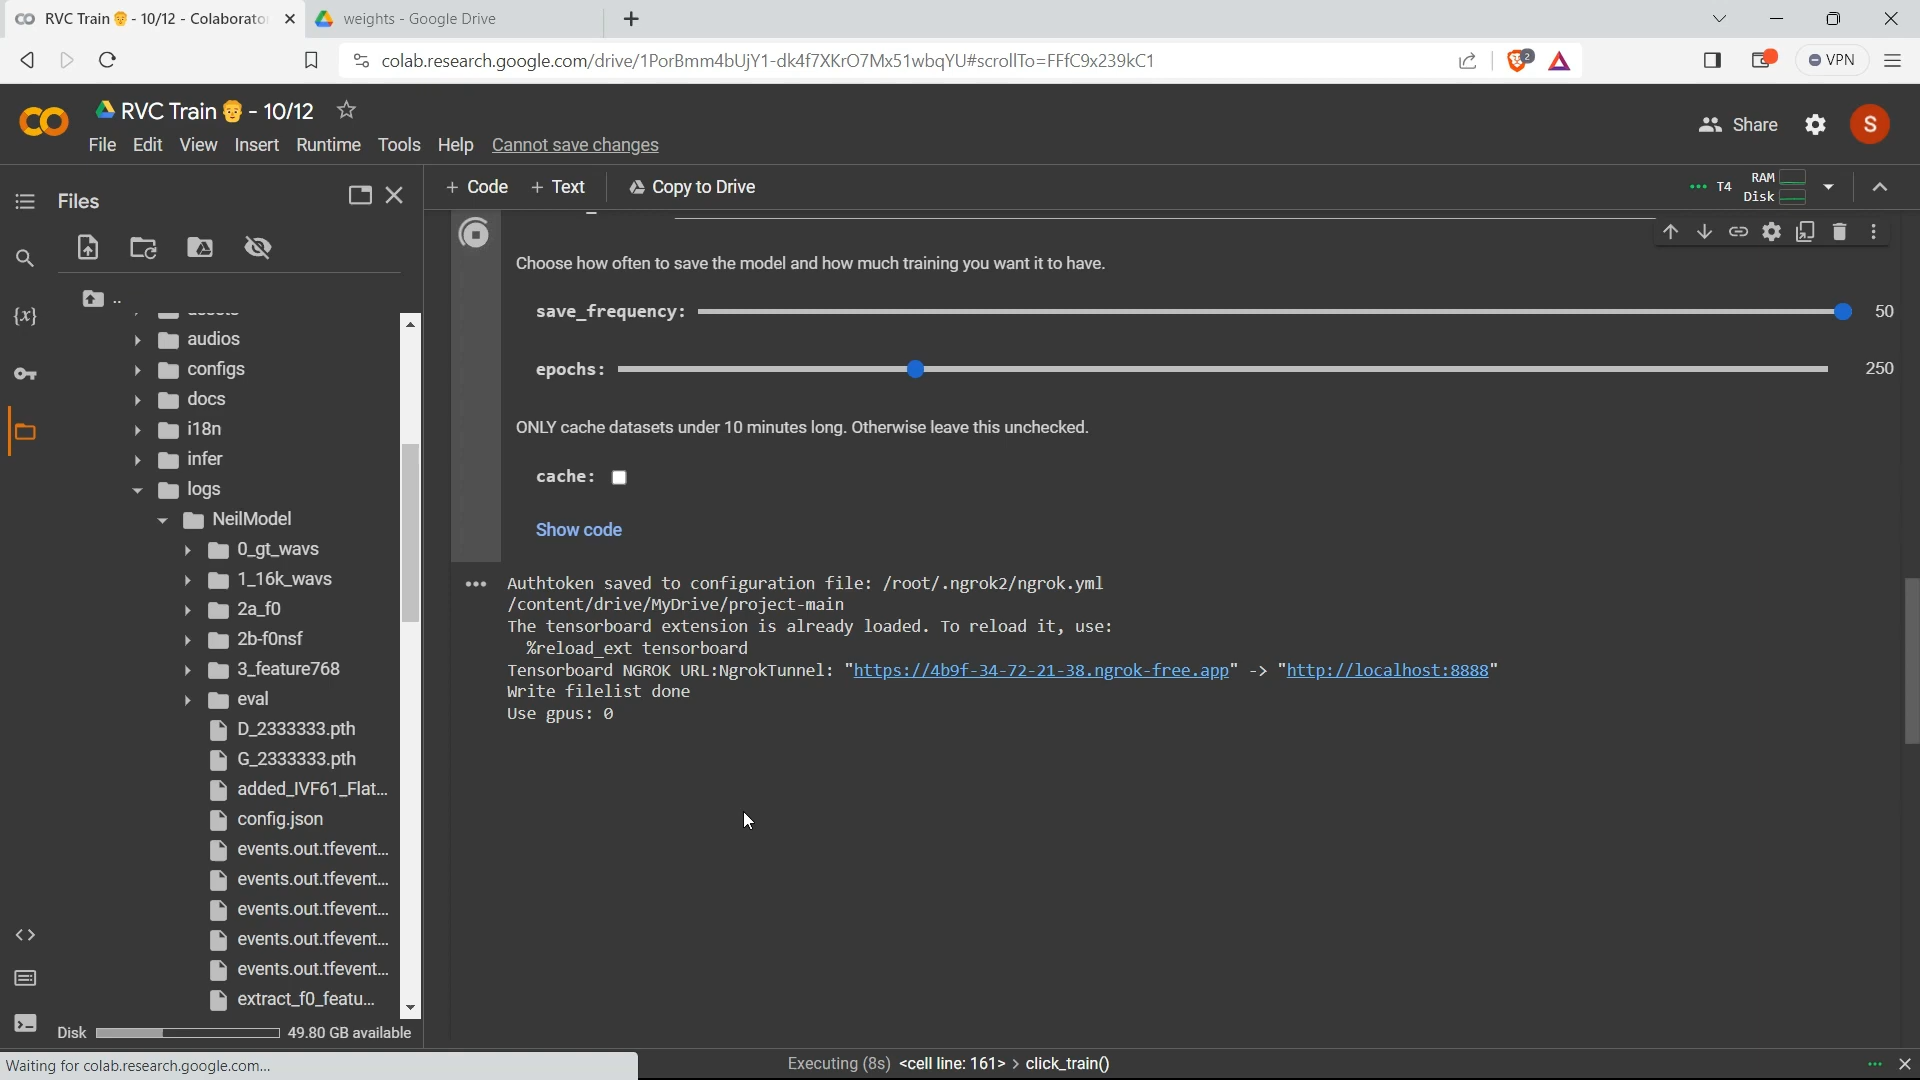 RVC Train👨 - 10/12 - Colaborato
weights - Google Drive
colab.research.google.com/drive/1PorBmm4bUjY1-dk4f7XKrO7Mx51wbqYU#scrollTo=FFfC9x239kC1
2
VPN
RVC Train 👨 - 10/12
Share
S
File Edit View Insert Runtime Tools Help Cannot save changes
Files
+ Code + Text Copy to Drive
T4 RAM
Disk
..
audios
configs
docs
i18n
infer
logs
NeilModel
0_gt_wavs
1_16k_wavs
2a_f0
2b-f0nsf
3_feature768
eval
D_2333333.pth
G_2333333.pth
added_IVF61_Flat...
config.json
events.out.tfevent...
events.out.tfevent...
events.out.tfevent...
events.out.tfevent...
events.out.tfevent...
extract_f0_featu...
Disk 49.80 GB available
Choose how often to save the model and how much training you want it to have.
save_frequency: 50
epochs: 250
ONLY cache datasets under 10 minutes long. Otherwise leave this unchecked.
cache:
Show code
Authtoken saved to configuration file: /root/.ngrok2/ngrok.yml
/content/drive/MyDrive/project-main
The tensorboard extension is already loaded. To reload it, use:
%reload_ext tensorboard
Tensorboard NGROK URL:NgrokTunnel: "https://4b9f-34-72-21-38.ngrok-free.app" -> "http://localhost:8888"
Write filelist done
Use gpus: 0
Waiting for colab.research.google.com...
Executing (8s) <cell line: 161> > click_train()